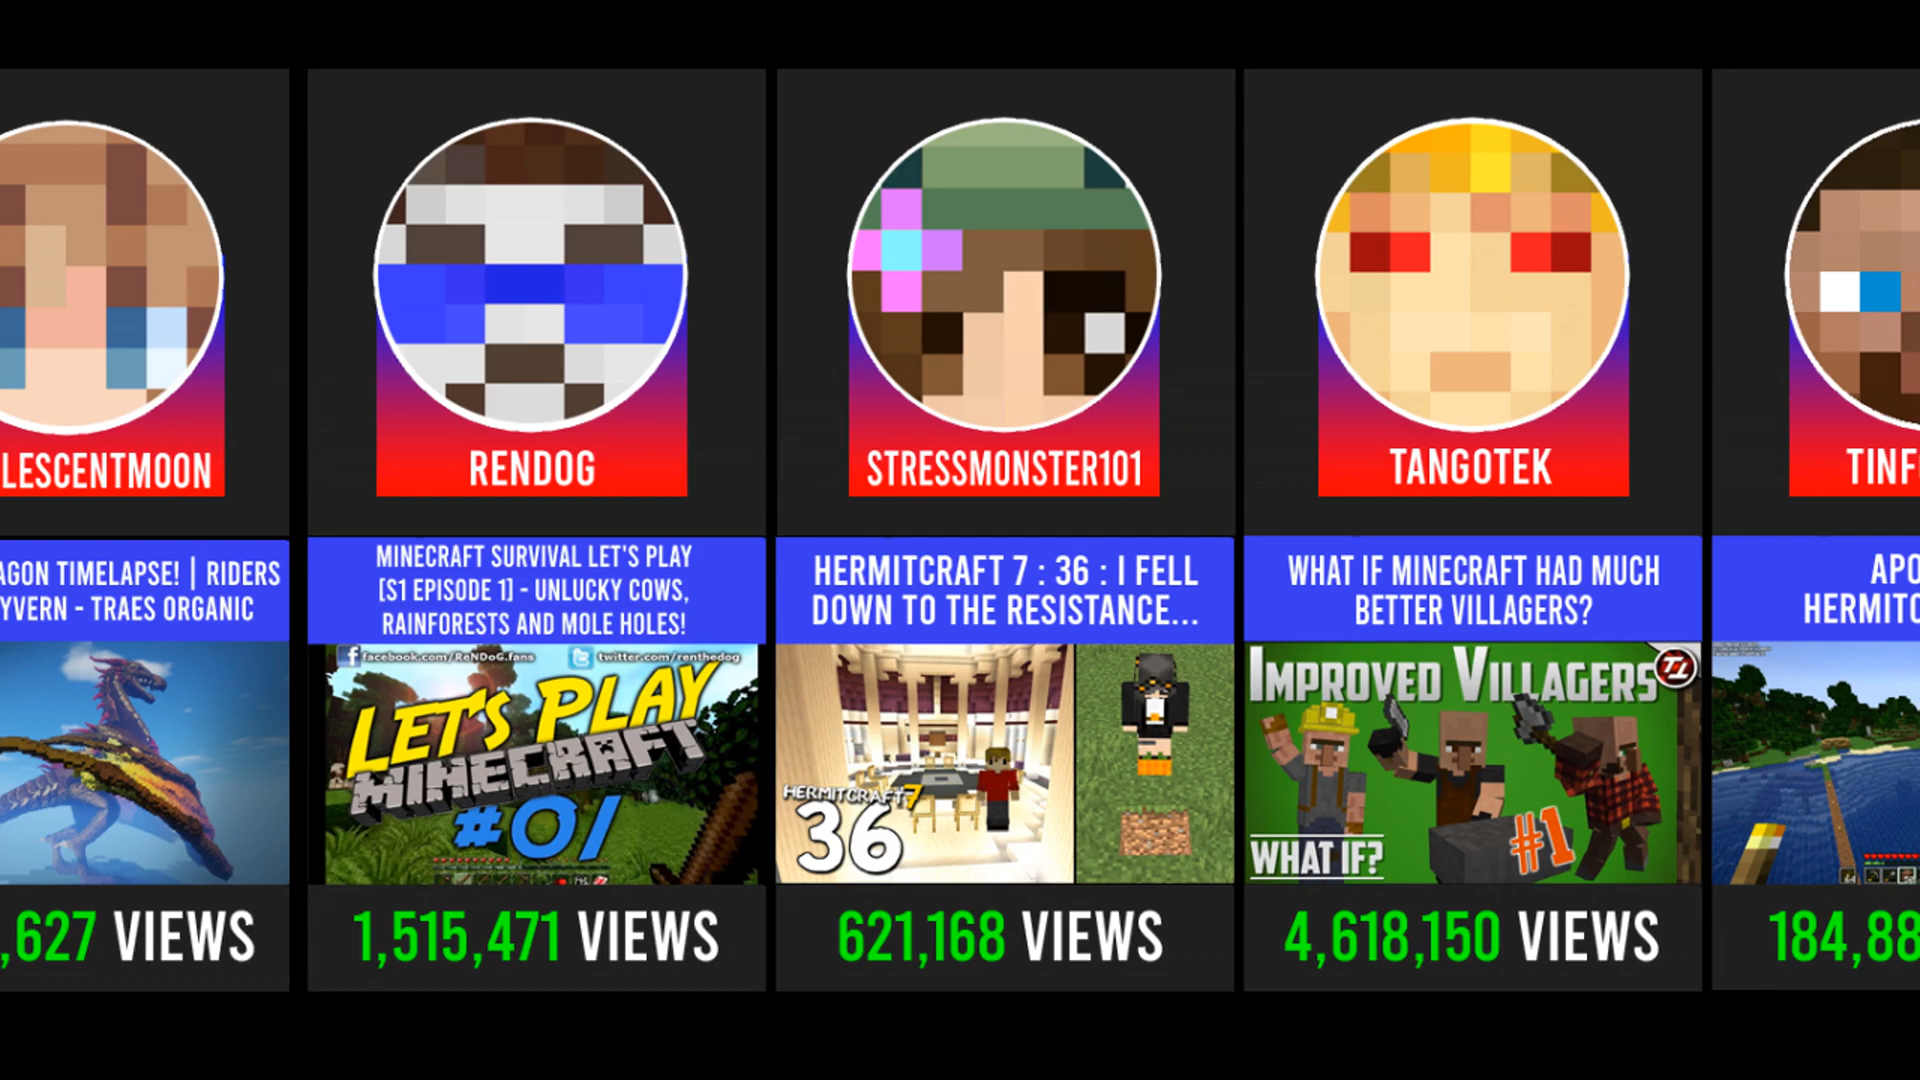 LESCENTMOON
AGON TIMELAPSE! | RIDERS
YVERN - TRAES ORGANIC
,627 VIEWS
RENDOG
MINECRAFT SURVIVAL LET'S PLAY
[S1 EPISODE 1] - UNLUCKY COWS,
RAINFORESTS AND MOLE HOLES!
facebook.com/ReNDoG.fans
twitter.com/renthedog
LET'S PLAY
MINECRAFT
#01
1,515,471 VIEWS
STRESSMONSTER101
HERMITCRAFT 7 : 36 : I FELL
DOWN TO THE RESISTANCE...
HERMITCRAFT 7
36
621,168 VIEWS
TANGOTEK
WHAT IF MINECRAFT HAD MUCH
BETTER VILLAGERS?
IMPROVED VILLAGERS
TT
#1
WHAT IF?
4,618,150 VIEWS
TINF
APO
HERMITC
184,88